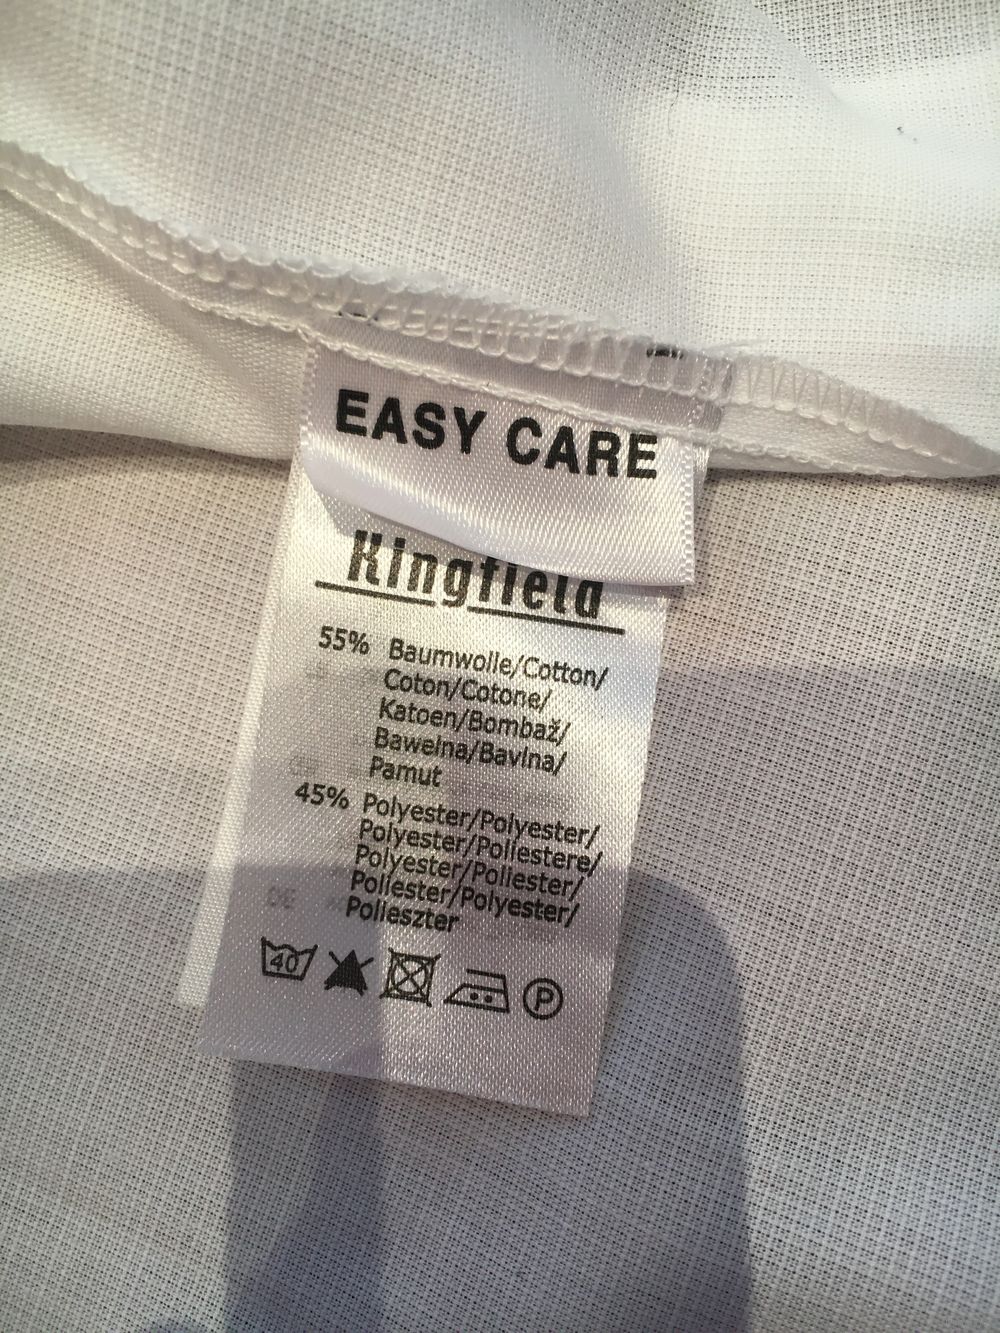 EASY CARE
Kingfield
55% Baumwolle/Cotton/
Coton/Cotone/
Katoen/Bombaž/
Bawełna/Bavlna/
Pamut
45% Polyester/Polyester/
Polyester/Poliestere/
Polyester/Poliester/
Poliester/Polyester/
Poliészter
40 P